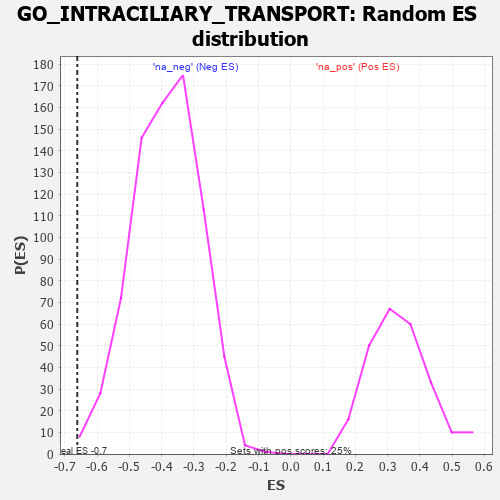 GO_INTRACILIARY_TRANSPORT: Random ES
distribution
'na_neg' (Neg ES)
'na_pos' (Pos ES)
180
170
160
150
140
130
120
110
100
90
80
70
60
50
40
30
20
10
0
P(ES)
eal ES -0.7
Sets with pos scores: 25%
-0.7 -0.6 -0.5 -0.4 -0.3 -0.2 -0.1 0.0 0.1 0.2 0.3 0.4 0.5 0.6
ES